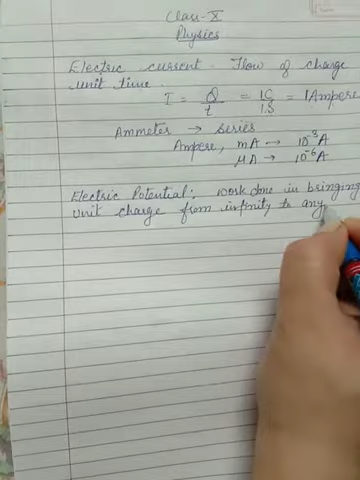 Class-X
Physics
Electric current - Flow of charge
unit time.
I = Q/t = 1C/1S = 1Ampere
Ammeter → series
Ampere, mA → 10⁻³A
μA → 10⁻⁶A
Electric Potential: work done in bringing
unit charge from infinity to any